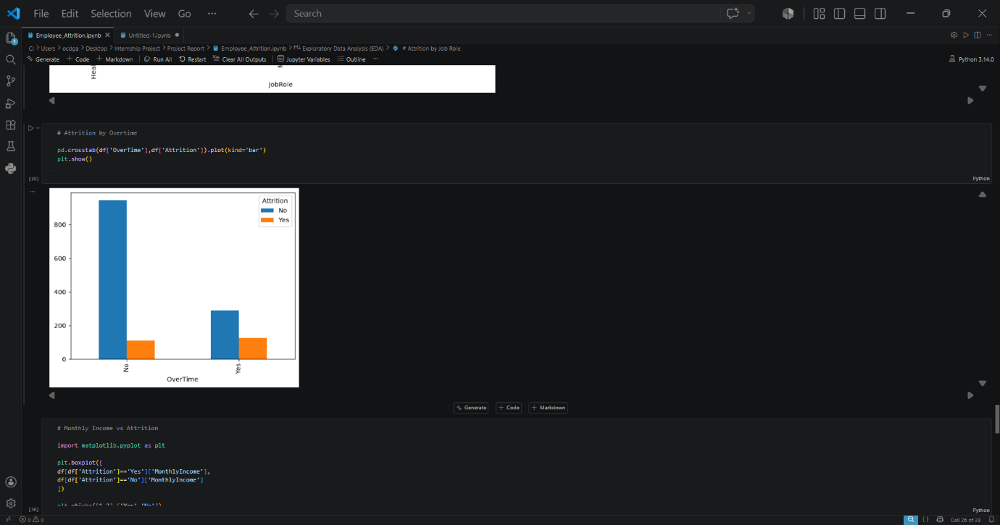 File Edit Selection View Go ··· Search
Employee_Attrition.ipynb Untitled-1.ipynb
C: > Users > ocdga > Desktop > Internship Project > Project Report > Employee_Attrition.ipynb > M↓ Exploratory Data Analysis (EDA) > # Attrition by Job Role
Generate + Code + Markdown Run All Restart Clear All Outputs Jupyter Variables Outline ··· Python 3.14.0
1
Hea
JobRole
# Attrition by Overtime
pd.crosstab(df['OverTime'],df['Attrition']).plot(kind='bar')
plt.show()
[29] Python
Attrition
No
Yes
800
600
400
200
0
No Yes
OverTime
Generate + Code + Markdown
# Monthly Income vs Attrition
import matplotlib.pyplot as plt
plt.boxplot([
df[df['Attrition']=='Yes']['MonthlyIncome'],
df[df['Attrition']=='No']['MonthlyIncome']
])
plt.xticks([1,2],['Yes','No'])
[30] Python
0 0 Cell 26 of 38